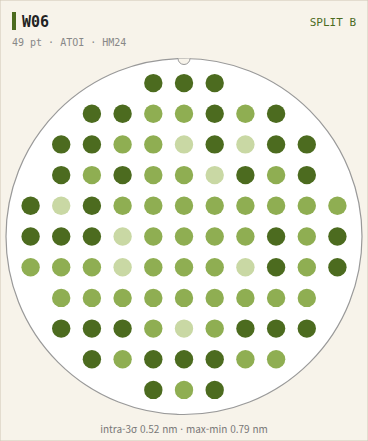 W06
SPLIT B
49 pt · ATOI · HM24
intra-3σ 0.52 nm · max-min 0.79 nm